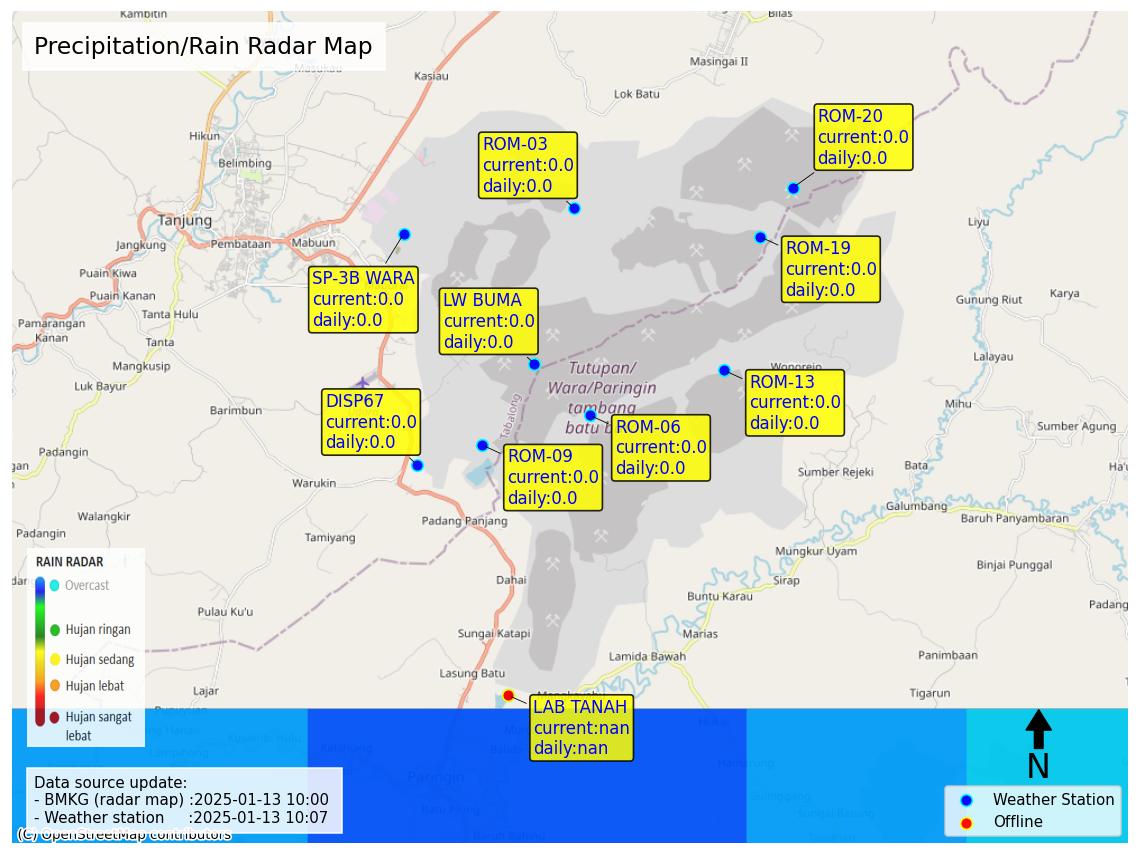 Kambitin
Bilas
Precipitation/Rain Radar Map
Masukau
Kasiau
Masingai II
Lok Batu
ROM-20
current:0.0
daily:0.0
Hikun
ROM-03
current:0.0
daily:0.0
Belimbing
Tanjung
Liyu
Jangkung
Pembataan
Mabuun
ROM-19
current:0.0
daily:0.0
Puain Kiwa
SP-3B WARA
current:0.0
daily:0.0
Puain Kanan
LW BUMA
current:0.0
daily:0.0
Gunung Riut
Karya
Tanta Hulu
Pamarangan
Kanan
Tanta
Lalayau
Mangkusip
Tutupan/
Wara/Paringin
tambang
batu b
Wonorejo
ROM-13
current:0.0
daily:0.0
Luk Bayur
Barimbun
DISP67
current:0.0
daily:0.0
Tabalong
Mihu
ROM-06
current:0.0
daily:0.0
Sumber Agung
ROM-09
current:0.0
daily:0.0
gan
Padangin
Bata
Ha'u
Sumber Rejeki
Warukin
Galumbang
Walangkir
Padang Panjang
Baruh Panyambaran
Padangin
Tamiyang
Mungkur Uyam
RAIN RADAR
Overcast
Hujan ringan
Hujan sedang
Hujan lebat
Hujan sangat
lebat
Binjai Punggal
Dahai
Sirap
Buntu Karau
Padang
Pulau Ku'u
Sungai Katapi
Marias
Lamida Bawah
Panimbaan
Lasung Batu
Lajar
Tigarun
LAB TANAH
current:nan
daily:nan
Paringin
N
Data source update:
- BMKG (radar map) :2025-01-13 10:00
- Weather station :2025-01-13 10:07
Weather Station
Offline
(C) OpenStreetMap contributors